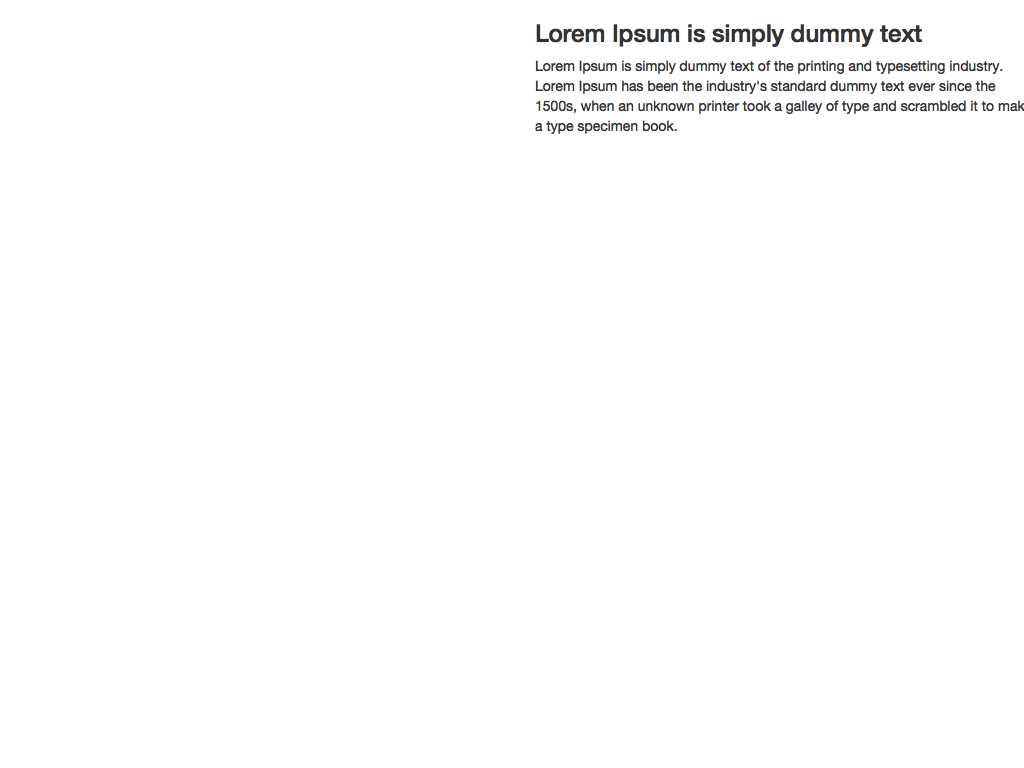 Lorem Ipsum is simply dummy text
Lorem Ipsum is simply dummy text of the printing and typesetting industry.
Lorem Ipsum has been the industry's standard dummy text ever since the
1500s, when an unknown printer took a galley of type and scrambled it to mak
a type specimen book.